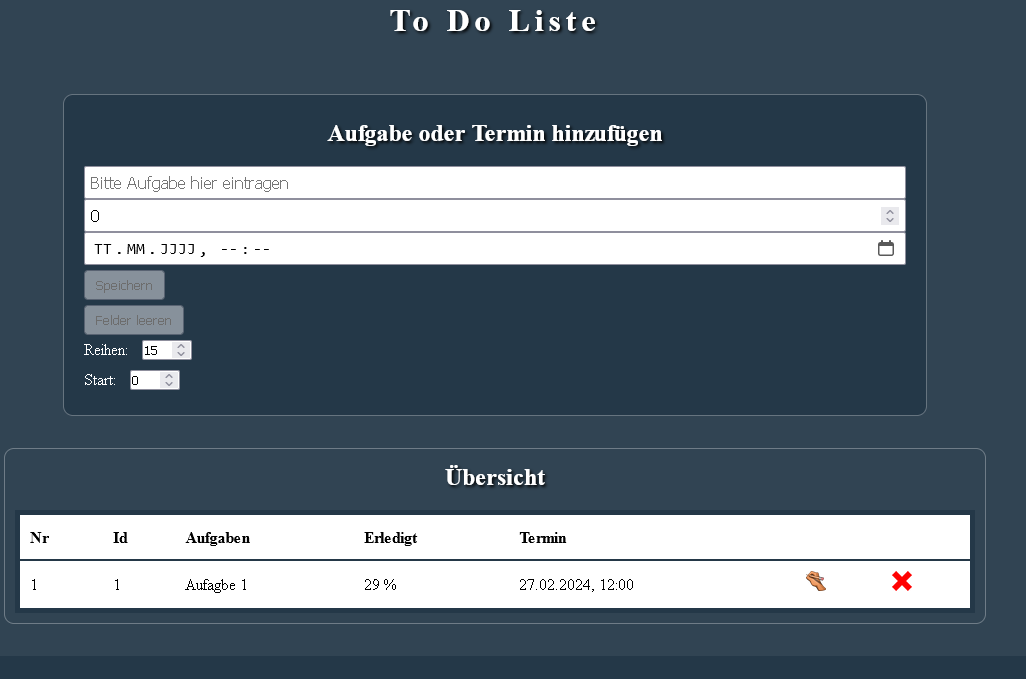 To Do Liste
Aufgabe oder Termin hinzufügen
Bitte Aufgabe hier eintragen
0
TT.MM.JJJJ, --:--
Speichern
Felder leeren
Reihen: 15
Start: 0
Übersicht
Nr Id Aufgaben Erledigt Termin
1 1 Aufagbe 1 29 % 27.02.2024, 12:00